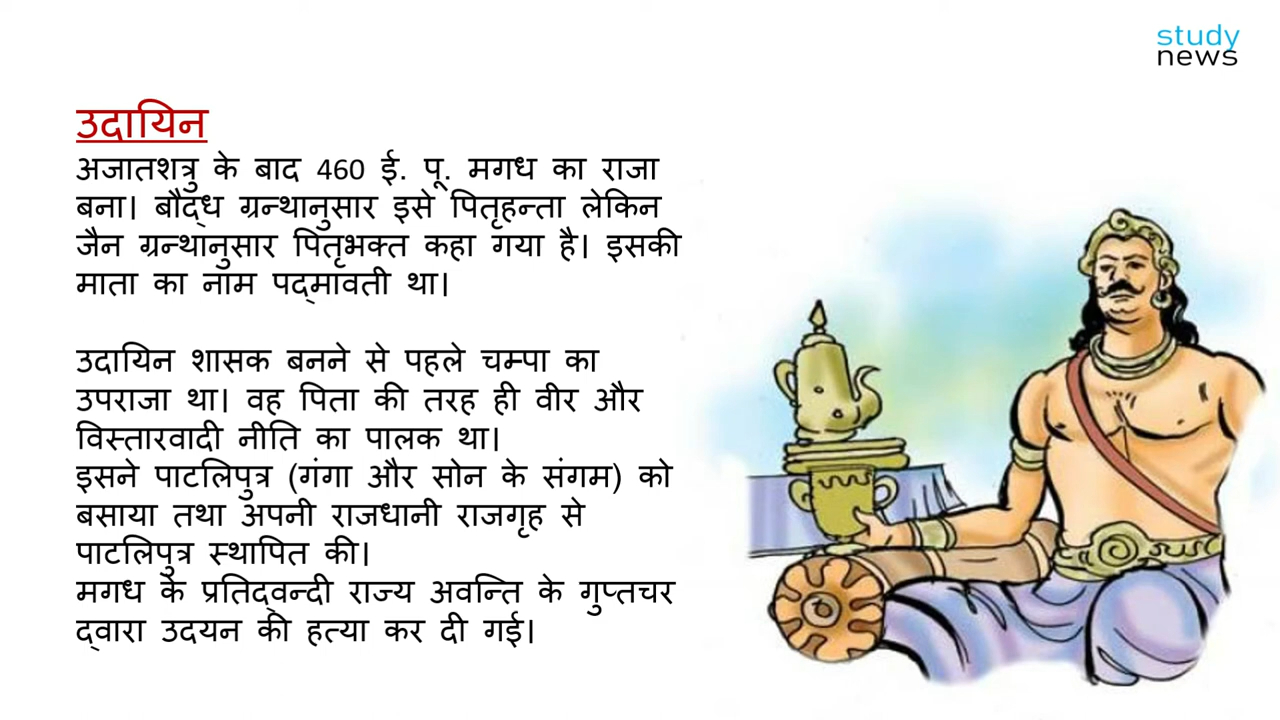 study
news
उदायिन
अजातशत्रु के बाद 460 ई. पू. मगध का राजा
बना। बौद्ध ग्रन्थानुसार इसे पितृहन्ता लेकिन
जैन ग्रन्थानुसार पितृभक्त कहा गया है। इसकी
माता का नाम पद्मावती था।
उदायिन शासक बनने से पहले चम्पा का
उपराजा था। वह पिता की तरह ही वीर और
विस्तारवादी नीति का पालक था।
इसने पाटलिपुत्र (गंगा और सोन के संगम) को
बसाया तथा अपनी राजधानी राजगृह से
पाटलिपुत्र स्थापित की।
मगध के प्रतिद्वन्दी राज्य अवन्ति के गुप्तचर
द्वारा उदयन की हत्या कर दी गई।